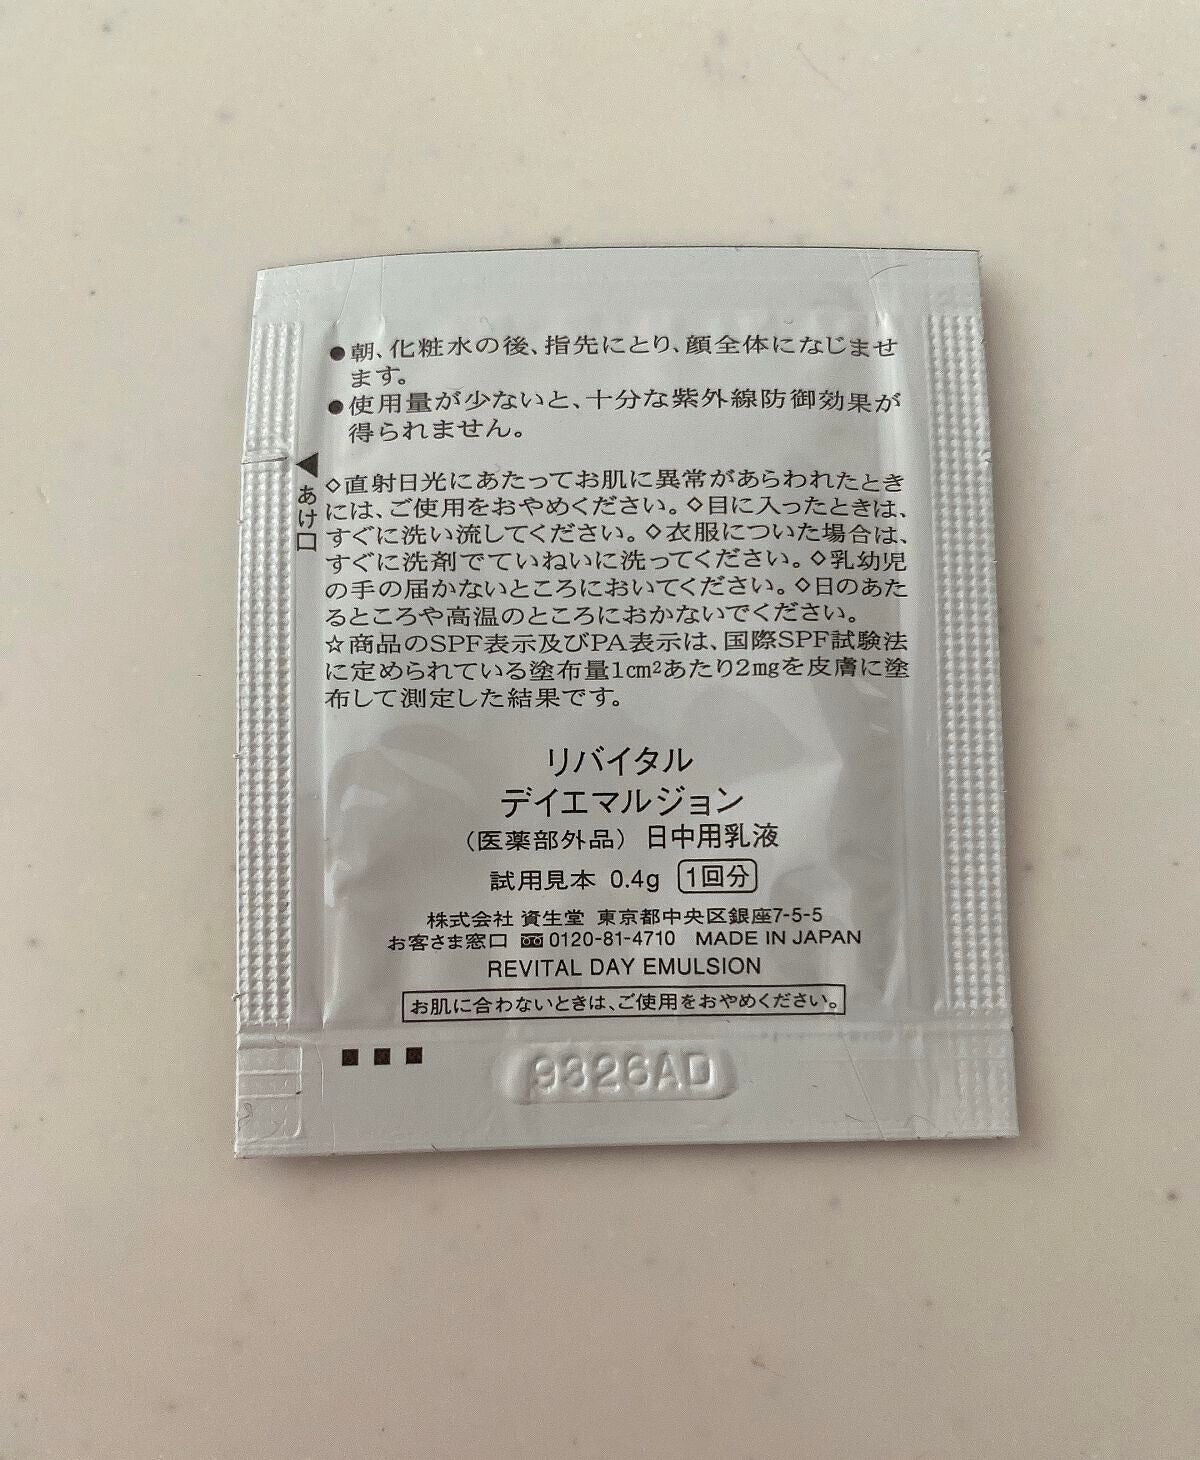 ●朝、化粧水の後、指先にとり、顔全体になじませ
ます。
●使用量が少ないと、十分な紫外線防御効果が
得られません。
◀あけ口
◇直射日光にあたってお肌に異常があらわれたとき
には、ご使用をおやめください。◇目に入ったときは、
すぐに洗い流してください。◇衣服についた場合は、
すぐに洗剤でていねいに洗ってください。◇乳幼児
の手の届かないところにおいてください。◇日のあた
るところや高温のところにおかないでください。
☆商品のSPF表示及びPA表示は、国際SPF試験法
に定められている塗布量1cm²あたり2mgを皮膚に塗
布して測定した結果です。
リバイタル
デイエマルジョン
（医薬部外品） 日中用乳液
試用見本 0.4g 1回分
株式会社 資生堂 東京都中央区銀座7-5-5
お客さま窓口 0120-81-4710 MADE IN JAPAN
REVITAL DAY EMULSION
お肌に合わないときは、ご使用をおやめください。
9326AD